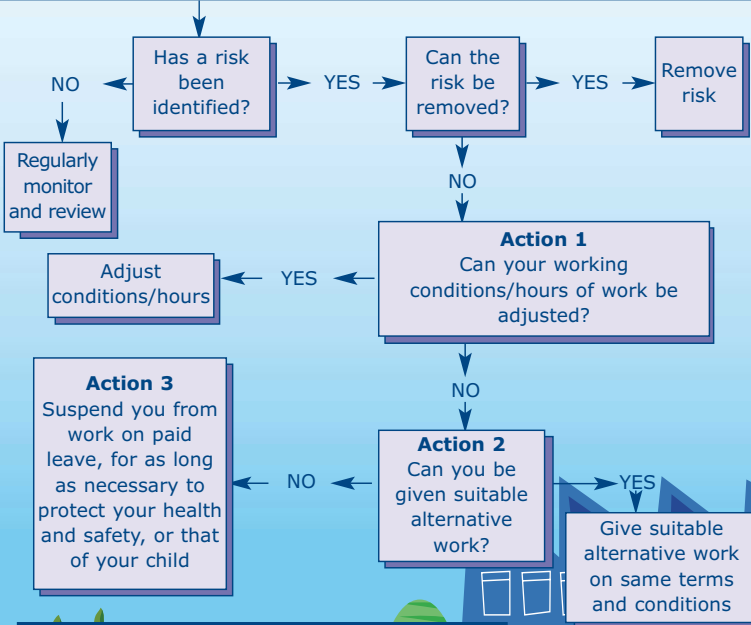 Has a risk
been
identified?
YES
Can the
risk be
removed?
YES
Remove
risk
NO
Regularly
monitor
and review
NO
Action 1
Can your working
conditions/hours of work be
adjusted?
YES
Adjust
conditions/hours
NO
Action 2
Can you be
given suitable
alternative
work?
NO
Action 3
Suspend you from
work on paid
leave, for as long
as necessary to
protect your health
and safety, or that
of your child
YES
Give suitable
alternative work
on same terms
and conditions